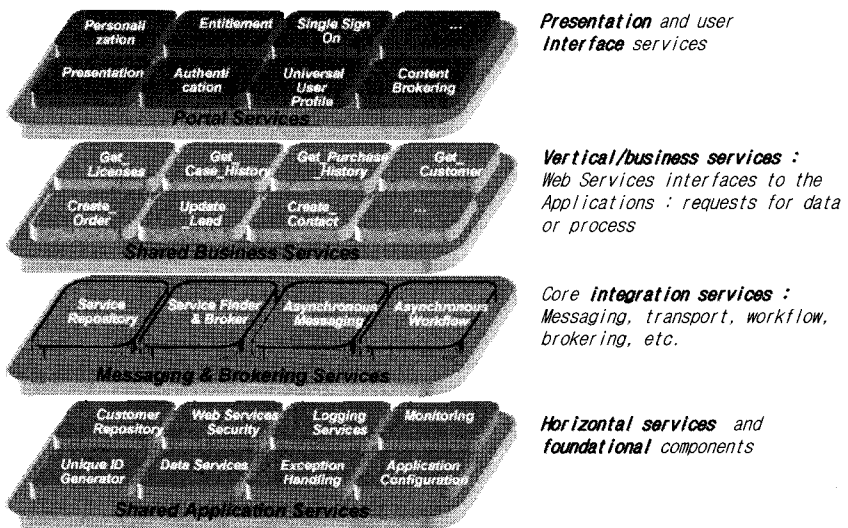 Personali
zation
Entitlement
Single Sign
On
...
Presentation
Authenti
cation
Universal
User
Profile
Content
Brokering
Portal Services
Presentation and user
Interface services
Get_
Licenses
Get_
Case_History
Get_Purchase
_History
Get_
Customer
Create_
Order
Update
_Lead
Create_
Contact
...
Shared Business Services
Vertical/business services :
Web Services interfaces to the
Applications : requests for data
or process
Service
Repository
Service Finder
& Broker
Asynchronous
Messaging
Asynchronous
Workflow
Messaging & Brokering Services
Core integration services :
Messaging, transport, workflow,
brokering, etc.
Customer
Repository
Web Services
Security
Logging
Services
Monitoring
Unique ID
Generator
Data Services
Exception
Handling
Application
Configuration
Shared Application Services
Horizontal services and
foundational components